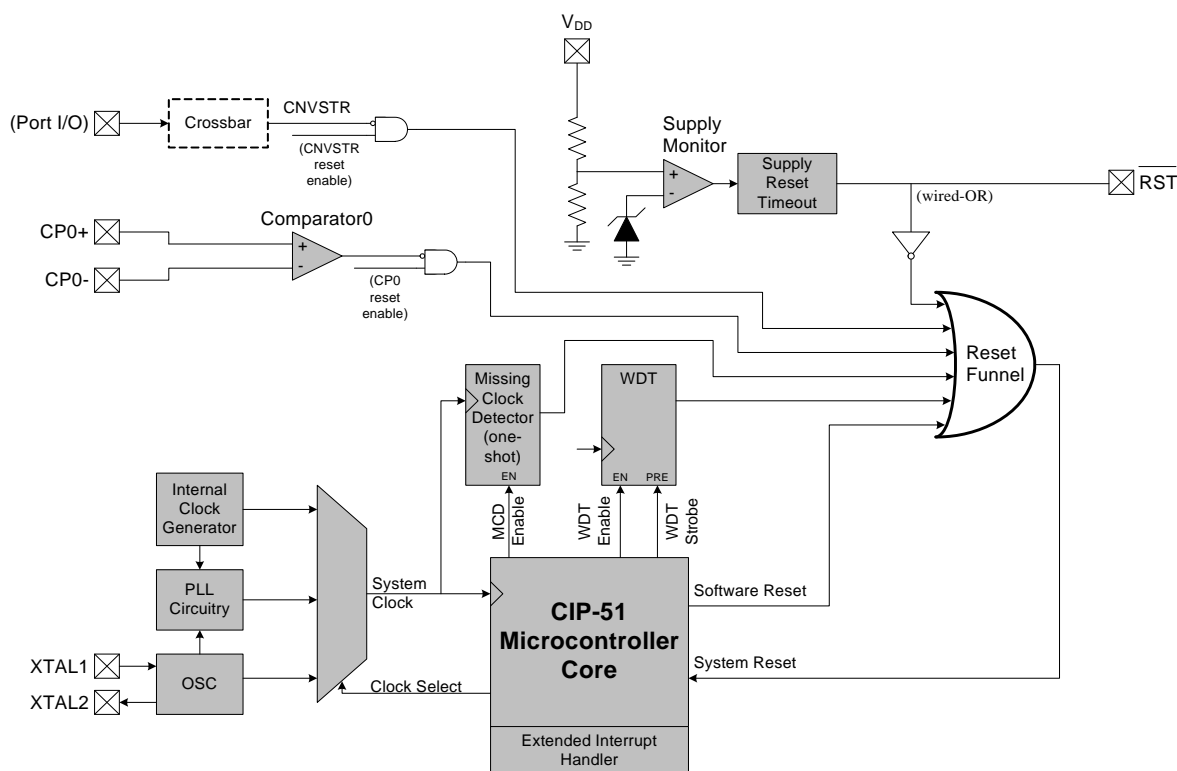 VDD
(Port I/O)
Crossbar
CNVSTR
(CNVSTR
reset
enable)
Supply
Monitor
+
-
Supply
Reset
Timeout
(wired-OR)
RST
CP0+
CP0-
Comparator0
+
-
(CP0
reset
enable)
Reset
Funnel
Missing
Clock
Detector
(one-
shot)
EN
WDT
EN
PRE
MCD
Enable
WDT
Enable
WDT
Strobe
Internal
Clock
Generator
PLL
Circuitry
XTAL1
XTAL2
OSC
System
Clock
Clock Select
CIP-51
Microcontroller
Core
Software Reset
System Reset
Extended Interrupt
Handler